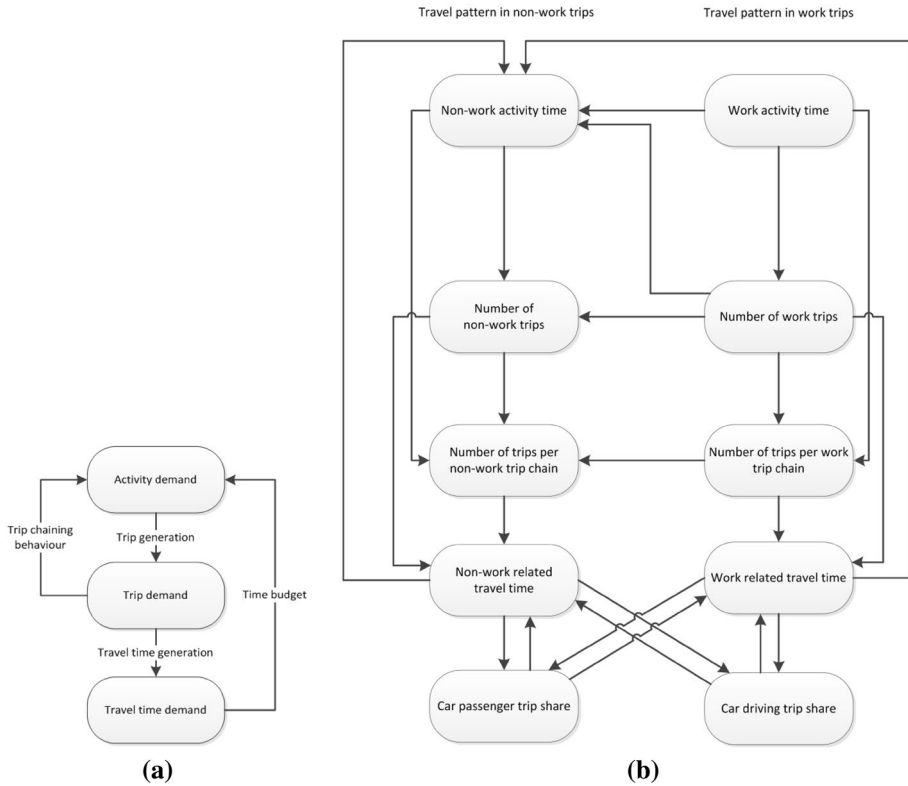 Travel pattern in non-work trips
Travel pattern in work trips
Non-work activity time
Work activity time
Number of
non-work trips
Number of work trips
Number of trips per
non-work trip chain
Number of trips per work
trip chain
Non-work related
travel time
Work related travel time
Car passenger trip share
Car driving trip share
(b)
Activity demand
Trip chaining
behaviour
Trip generation
Trip demand
Time budget
Travel time generation
Travel time demand
(a)